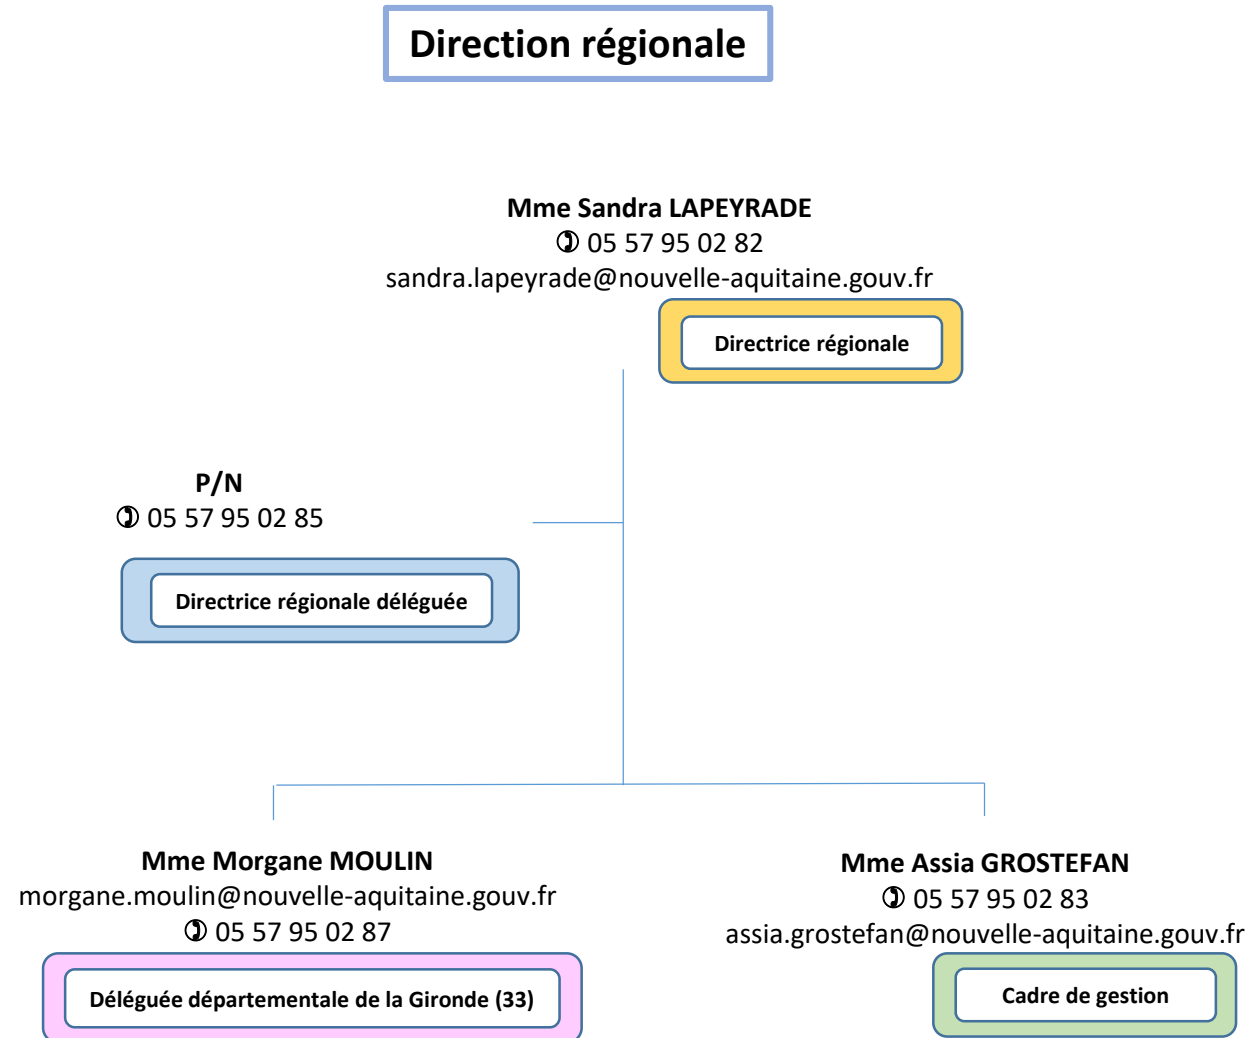 Direction régionale
Mme Sandra LAPEYRADE
✆ 05 57 95 02 82
sandra.lapeyrade@nouvelle-aquitaine.gouv.fr
Directrice régionale
P/N
✆ 05 57 95 02 85
Directrice régionale déléguée
Mme Morgane MOULIN
morgane.moulin@nouvelle-aquitaine.gouv.fr
✆ 05 57 95 02 87
Déléguée départementale de la Gironde (33)
Mme Assia GROSTEFAN
✆ 05 57 95 02 83
assia.grostefan@nouvelle-aquitaine.gouv.fr
Cadre de gestion